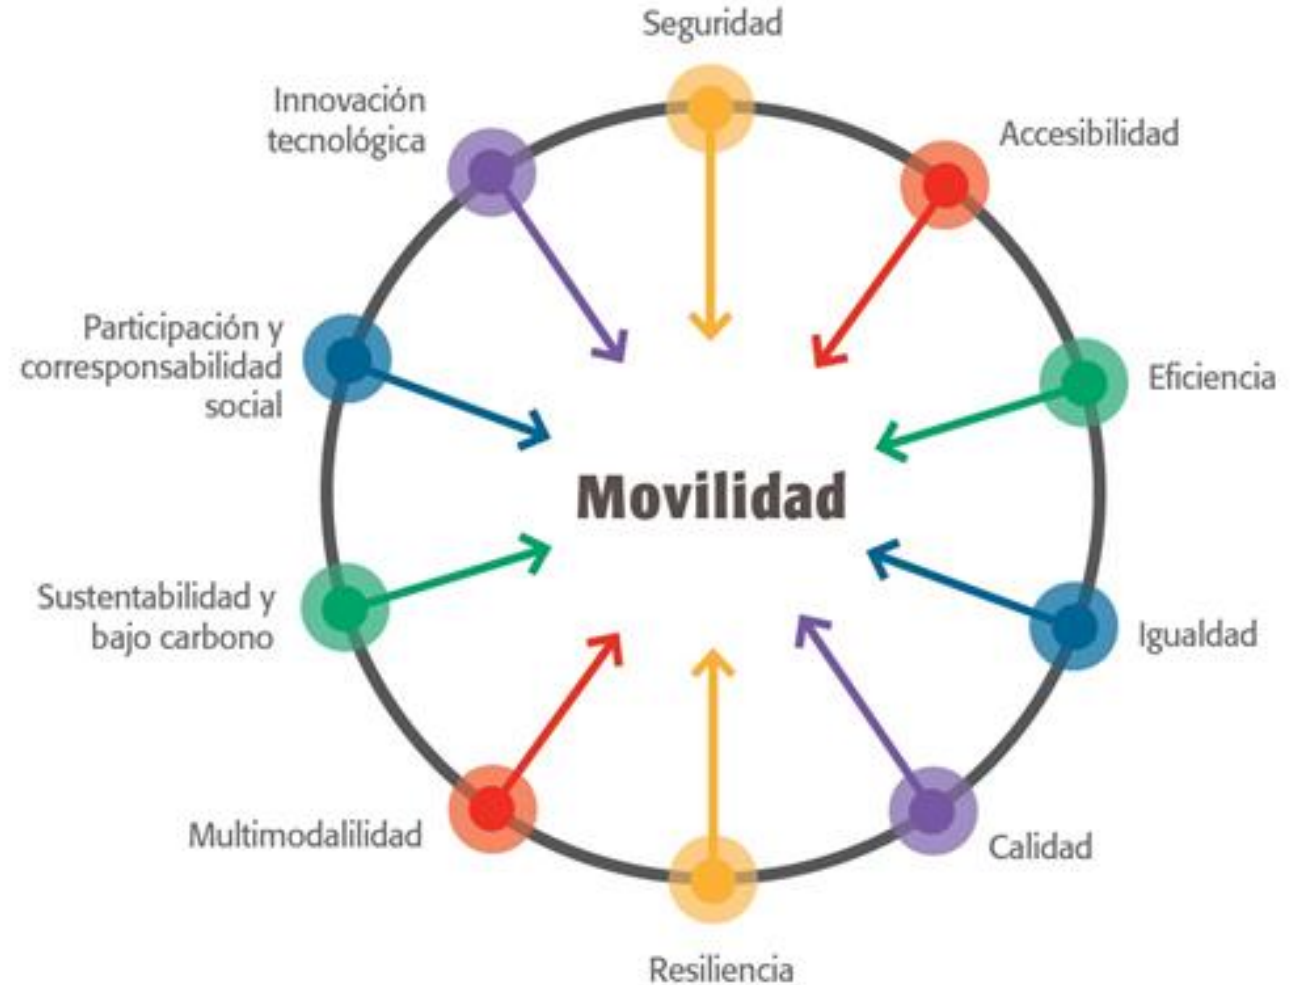 Seguridad
Innovación
tecnológica
Accesibilidad
Participación y
corresponsabilidad
social
Eficiencia
Movilidad
Sustentabilidad y
bajo carbono
Igualdad
Multimodalilidad
Calidad
Resiliencia